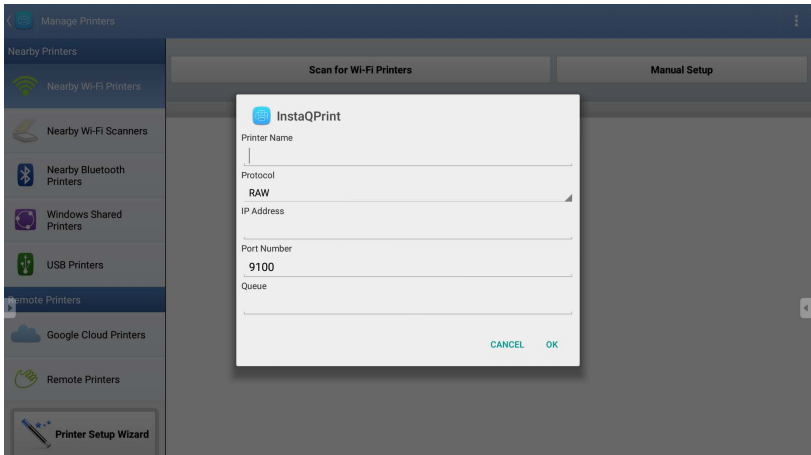 Manage Printers
Nearby Printers
Nearby Wi-Fi Printers
Nearby Wi-Fi Scanners
Nearby Bluetooth
Printers
Windows Shared
Printers
USB Printers
Remote Printers
Google Cloud Printers
Remote Printers
Printer Setup Wizard
Scan for Wi-Fi Printers
Manual Setup
InstaQPrint
Printer Name
Protocol
RAW
IP Address
Port Number
9100
Queue
CANCEL OK